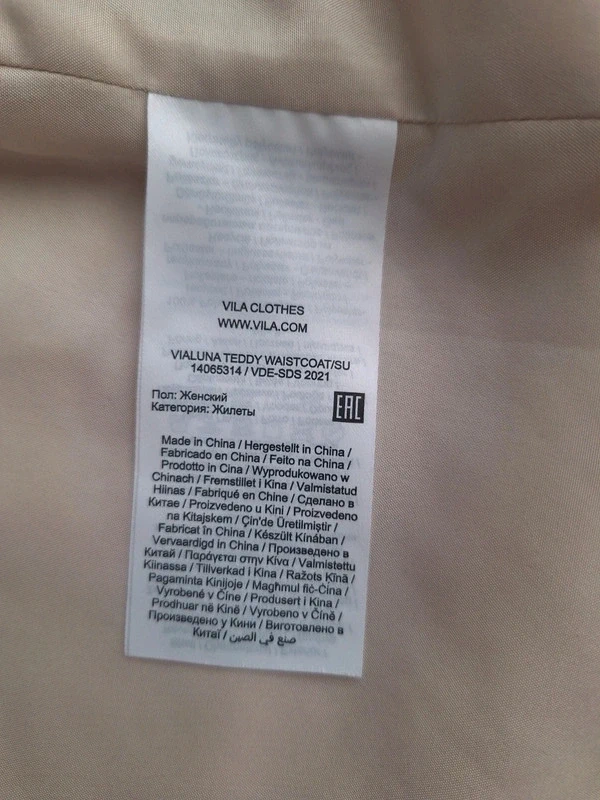 VILA CLOTHES
WWW.VILA.COM
VIALUNA TEDDY WAISTCOAT/SU
14065314 / VDE-SDS 2021
Пол: Женский
Категория: Жилеты
EAC
Made in China / Hergestellt in China /
Fabricado en China / Feito na China /
Prodotto in Cina / Wyprodukowano w
Chinach / Fremstillet i Kina / Valmistatud
Hiinas / Fabriqué en Chine / Сделано в
Китае / Proizvedeno u Kini / Proizvedeno
na Kitajskem / Çin'de Üretilmiştir /
Fabricat în China / Készült Kínában /
Vervaardigd in China / Произведено в
Китай / Παράγεται στην Κίνα / Valmistettu
Kiinassa / Tillverkad i Kina / Ražots Ķīnā /
Pagaminta Kinijoje / Magħmul fiċ-Ċina /
Vyrobené v Číne / Produsert i Kina /
Prodhuar në Kinë / Vyrobeno v Číně /
Произведено у Кини / Виготовлено в
Китаї / صنع في الصين